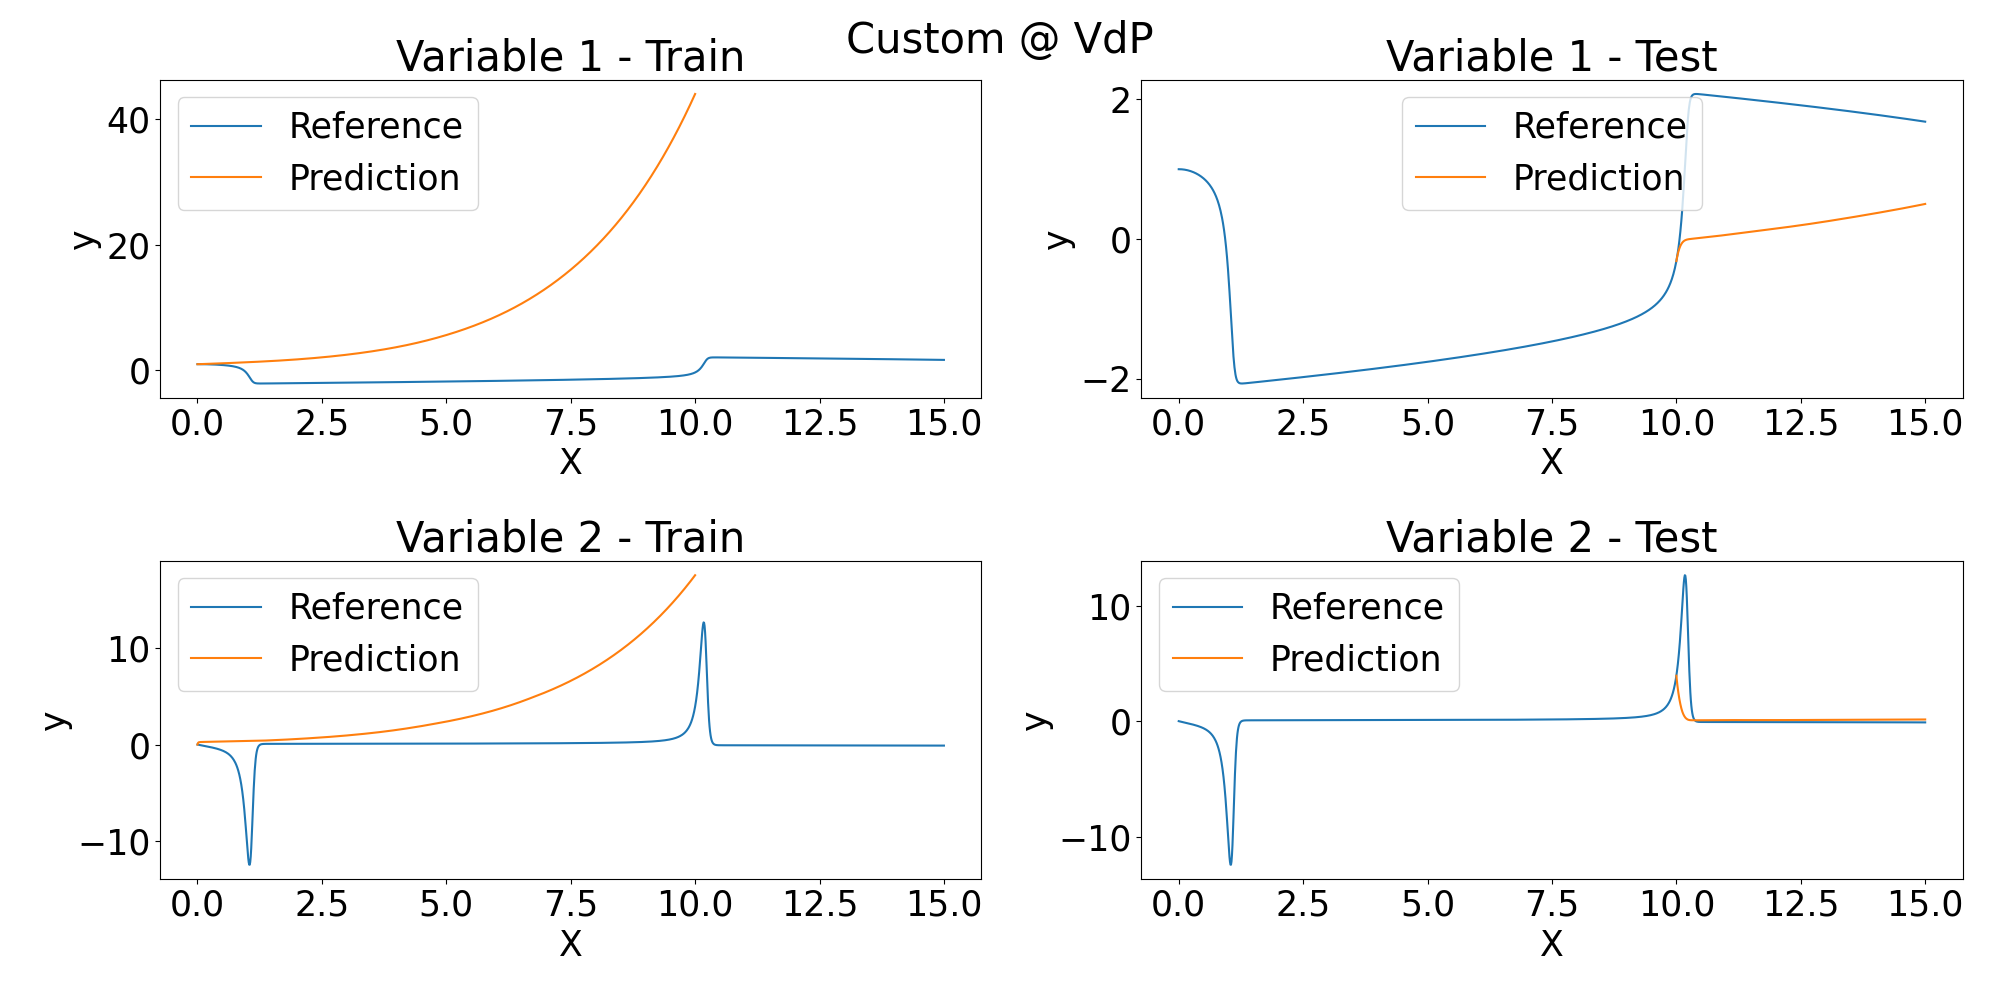 Custom @ VdP
Variable 1 - Train
40
20
0
y
Reference
Prediction
0.0 2.5 5.0 7.5 10.0 12.5 15.0
X
Variable 1 - Test
2
0
−2
y
Reference
Prediction
0.0 2.5 5.0 7.5 10.0 12.5 15.0
X
Variable 2 - Train
10
0
−10
y
Reference
Prediction
0.0 2.5 5.0 7.5 10.0 12.5 15.0
X
Variable 2 - Test
10
0
−10
y
Reference
Prediction
0.0 2.5 5.0 7.5 10.0 12.5 15.0
X